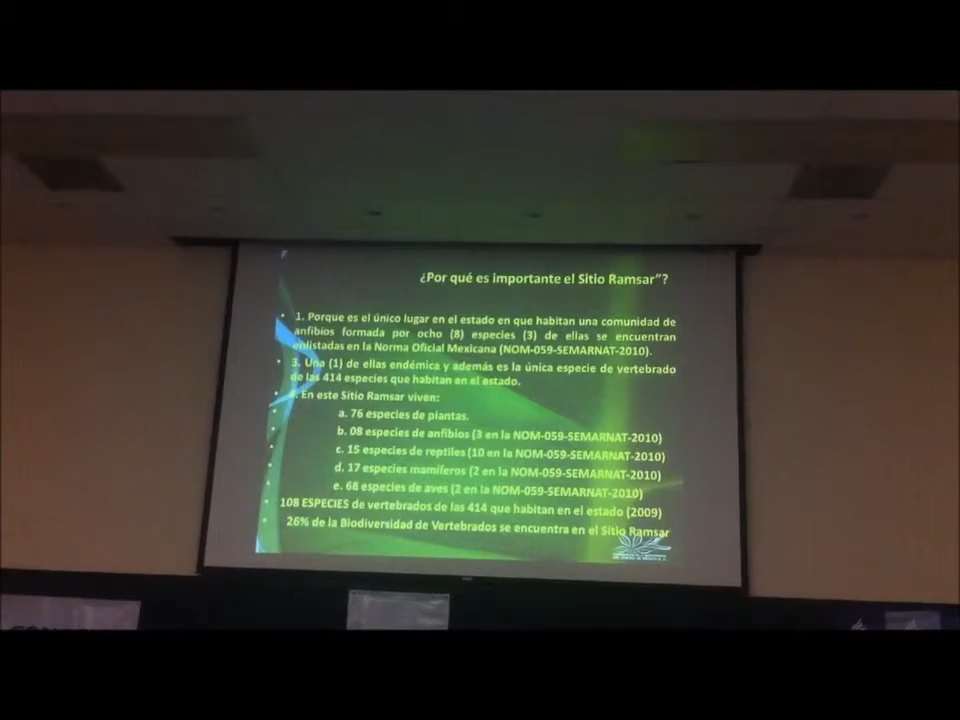 ¿Por qué es importante el Sitio Ramsar"?
• 1. Porque es el único lugar en el estado en que habitan una comunidad de
anfibios formada por ocho (8) especies (3) de ellas se encuentran
enlistadas en la Norma Oficial Mexicana (NOM-059-SEMARNAT-2010).
• 3. Una (1) de ellas endémica y además es la única especie de vertebrado
de las 414 especies que habitan en el estado.
• En este Sitio Ramsar viven:
a. 76 especies de plantas.
b. 08 especies de anfibios (3 en la NOM-059-SEMARNAT-2010)
c. 15 especies de reptiles (10 en la NOM-059-SEMARNAT-2010)
d. 17 especies mamíferos (2 en la NOM-059-SEMARNAT-2010)
e. 68 especies de aves (2 en la NOM-059-SEMARNAT-2010)
108 ESPECIES de vertebrados de las 414 que habitan en el estado (2009)
26% de la Biodiversidad de Vertebrados se encuentra en el Sitio Ramsar